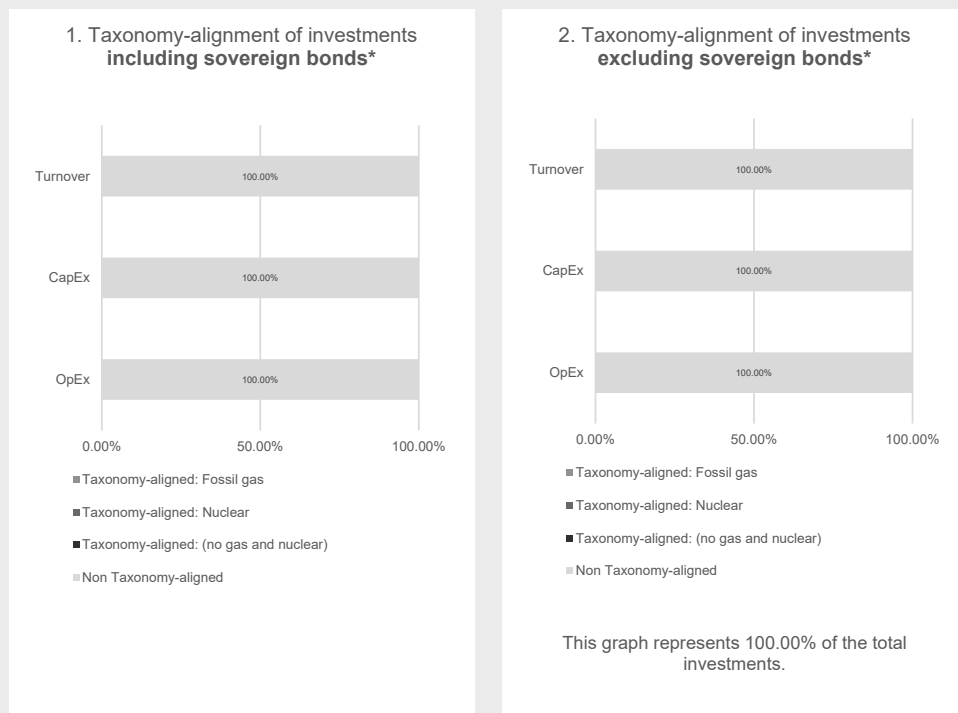 1. Taxonomy-alignment of investments
including sovereign bonds*
Turnover
100.00%
CapEx
100.00%
OpEx
100.00%
0.00%
50.00%
100.00%
Taxonomy-aligned: Fossil gas
Taxonomy-aligned: Nuclear
Taxonomy-aligned: (no gas and nuclear)
Non Taxonomy-aligned
2. Taxonomy-alignment of investments
excluding sovereign bonds*
Turnover
100.00%
CapEx
100.00%
OpEx
100.00%
0.00%
50.00%
100.00%
Taxonomy-aligned: Fossil gas
Taxonomy-aligned: Nuclear
Taxonomy-aligned: (no gas and nuclear)
Non Taxonomy-aligned
This graph represents 100.00% of the total
investments.